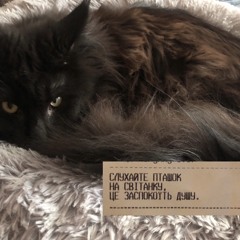 СЛУХАЙТЕ ПТАШОК
НА СВІТАНКУ,
ЦЕ ЗАСПОКОЇТЬ ДУШУ.